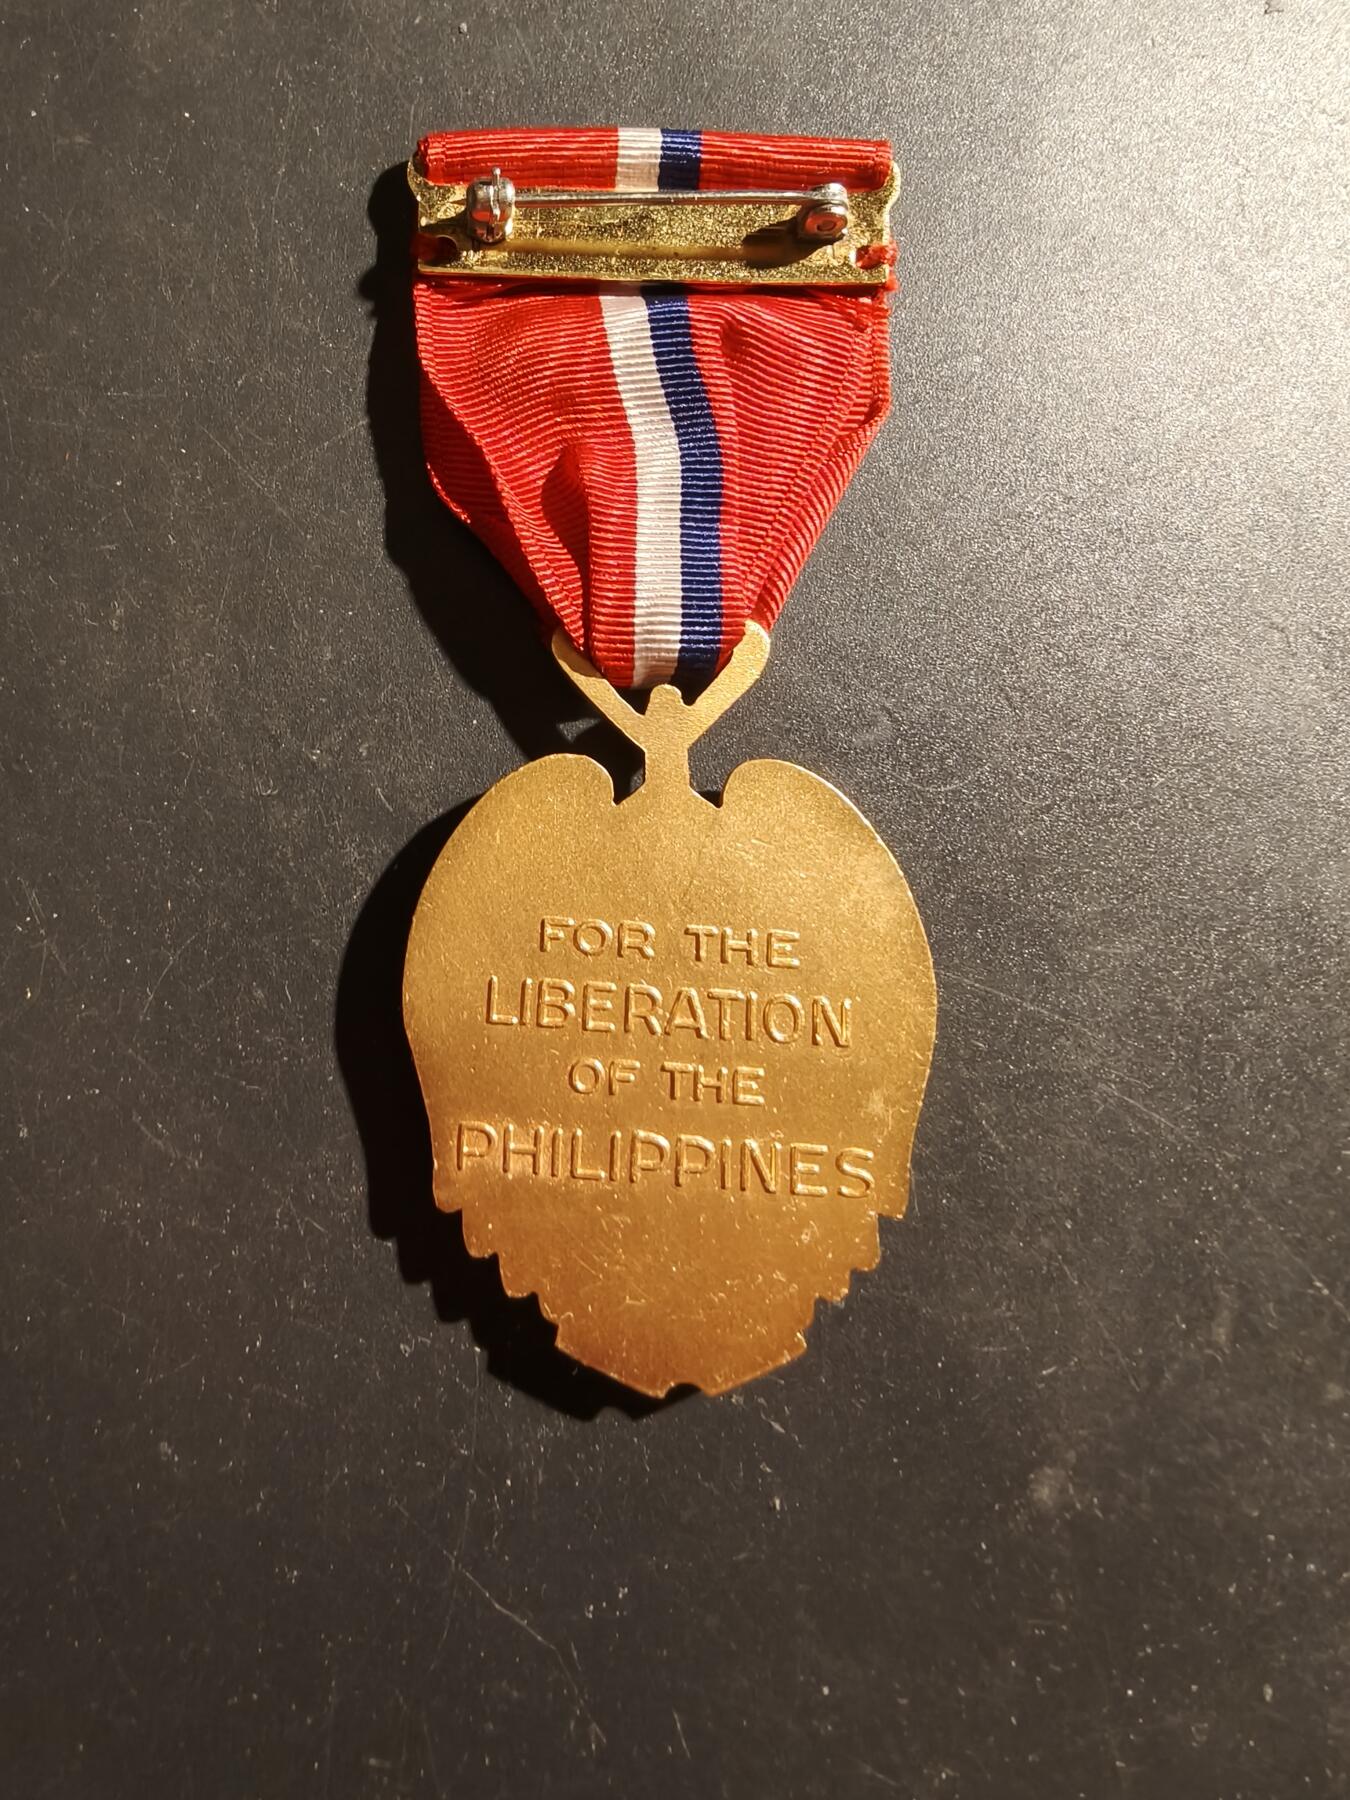 FOR THE
LIBERATION
OF THE
PHILIPPINES